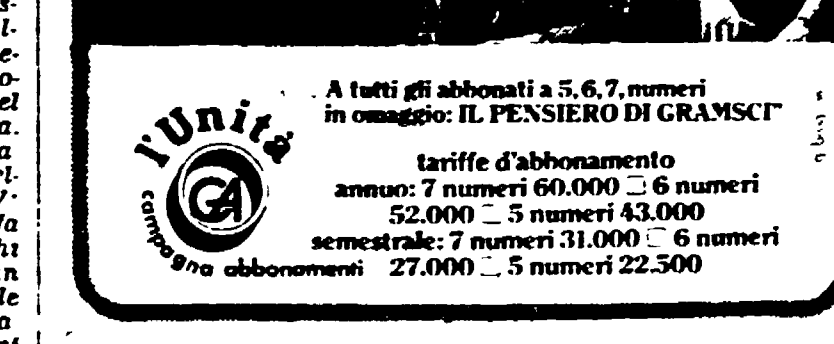 l'Unità
campagna abbonamenti
A tutti gli abbonati a 5, 6, 7, numeri
in omaggio: IL PENSIERO DI GRAMSCI"
tariffe d'abbonamento
annuo: 7 numeri 60.000 □ 6 numeri
52.000 □ 5 numeri 43.000
semestrale: 7 numeri 31.000 □ 6 numeri
27.000 □ 5 numeri 22.500